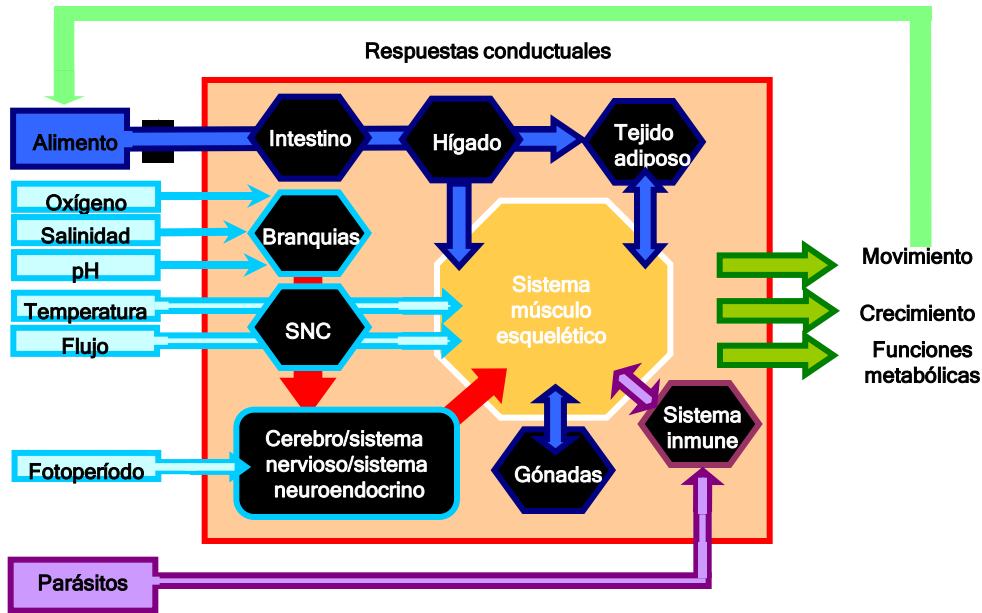 Respuestas conductuales
Alimento
Intestino
Hígado
Tejido
adiposo
Oxígeno
Salinidad
pH
Branquias
Temperatura
Flujo
SNC
Sistema
músculo
esquelético
Movimiento
Crecimiento
Funciones
metabólicas
Fotoperíodo
Cerebro/sistema
nervioso/sistema
neuroendocrino
Gónadas
Sistema
inmune
Parásitos